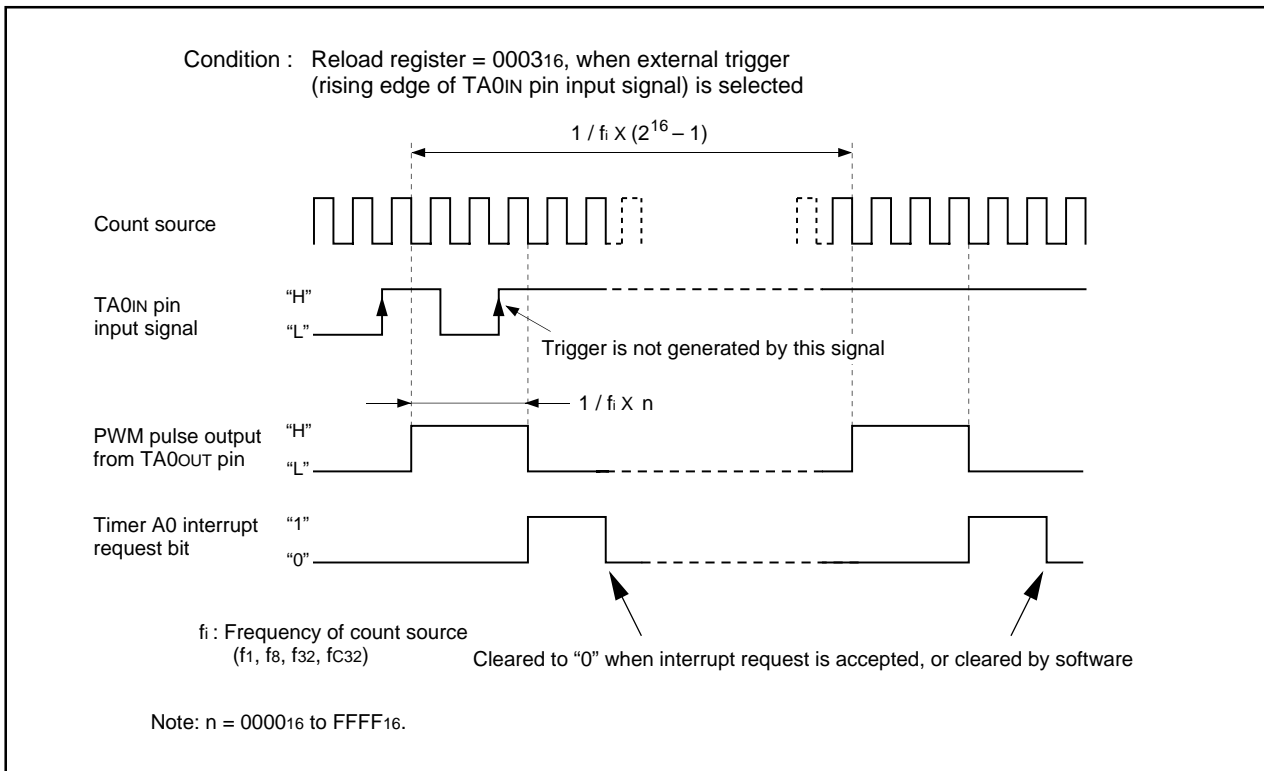 Condition : Reload register = 000316, when external trigger
(rising edge of TA0IN pin input signal) is selected
1 / fi X (2^16 – 1)
Count source
TA0IN pin
input signal
“H”
“L”
Trigger is not generated by this signal
1 / fi X n
PWM pulse output
from TA0OUT pin
“H”
“L”
Timer A0 interrupt
request bit
“1”
“0”
fi : Frequency of count source
(f1, f8, f32, fC32)
Cleared to “0” when interrupt request is accepted, or cleared by software
Note: n = 000016 to FFFF16.